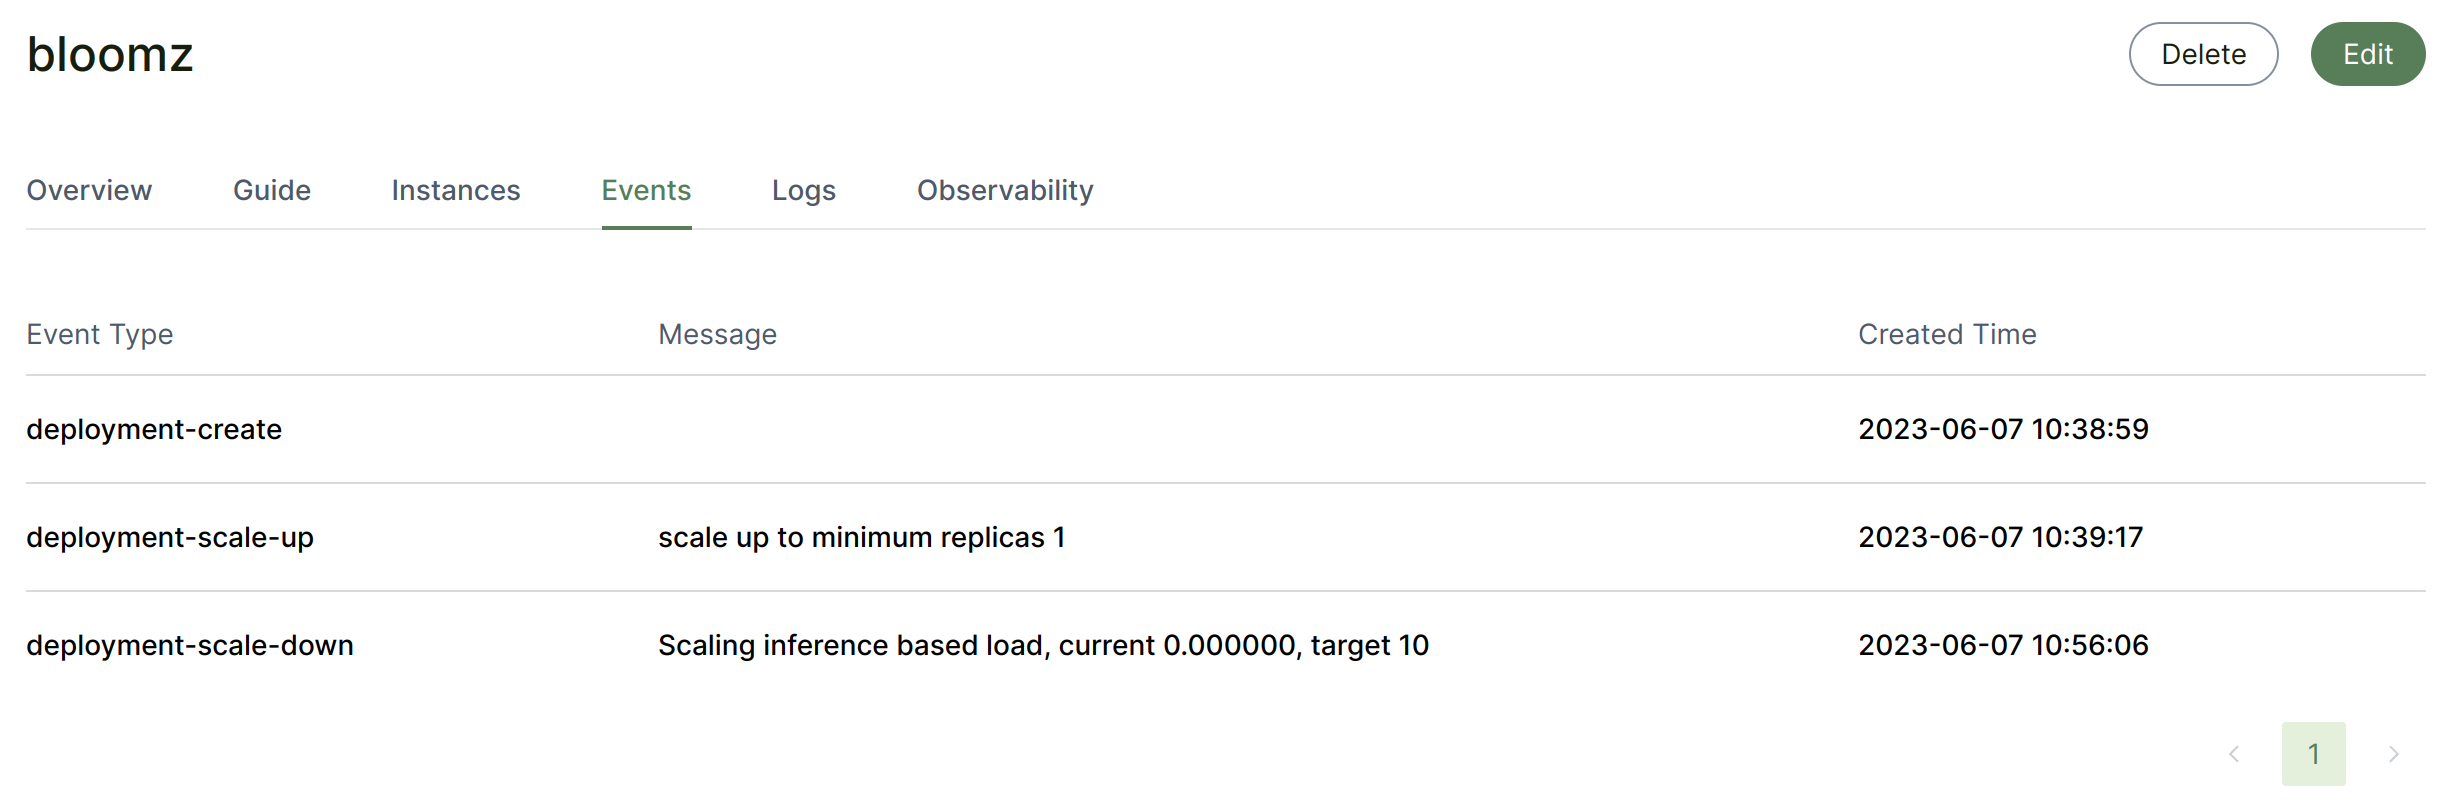 bloomz
Delete Edit
Overview Guide Instances Events Logs Observability
Event Type Message Created Time
deployment-create 2023-06-07 10:38:59
deployment-scale-up scale up to minimum replicas 1 2023-06-07 10:39:17
deployment-scale-down Scaling inference based load, current 0.000000, target 10 2023-06-07 10:56:06
1